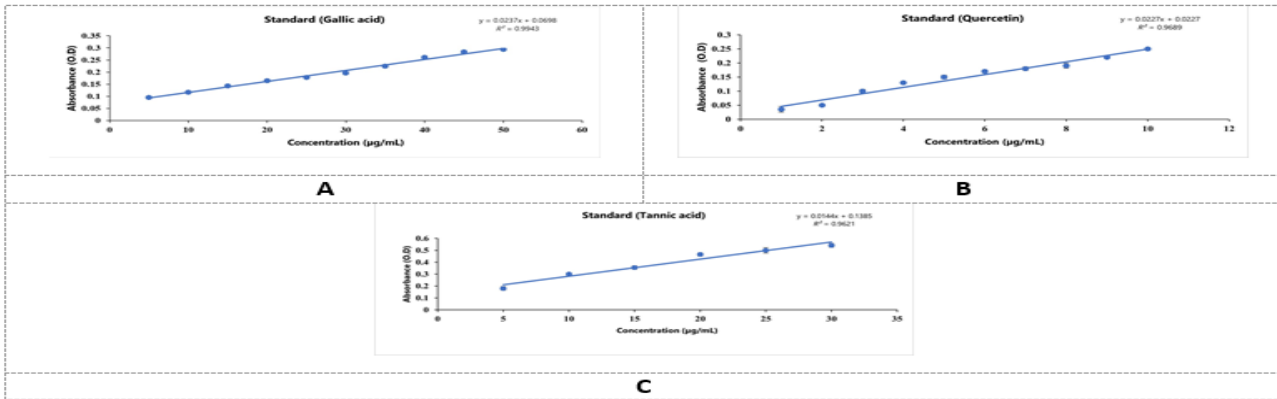 Standard (Gallic acid)
y = 0.0237x + 0.0698
R² = 0.9943
Absorbance (O.D)
0.35
0.3
0.25
0.2
0.15
0.1
0.05
0
0 10 20 30 40 50 60
Concentration (µg/mL)
Standard (Quercetin)
y = 0.0227x + 0.0227
R² = 0.9689
Absorbance (O.D)
0.3
0.25
0.2
0.15
0.1
0.05
0
0 2 4 6 8 10 12
Concentration (µg/mL)
A B
Standard (Tannic acid)
y = 0.0144x + 0.1385
R² = 0.9621
Absorbance (O.D)
0.6
0.5
0.4
0.3
0.2
0.1
0
0 5 10 15 20 25 30 35
Concentration (µg/mL)
C